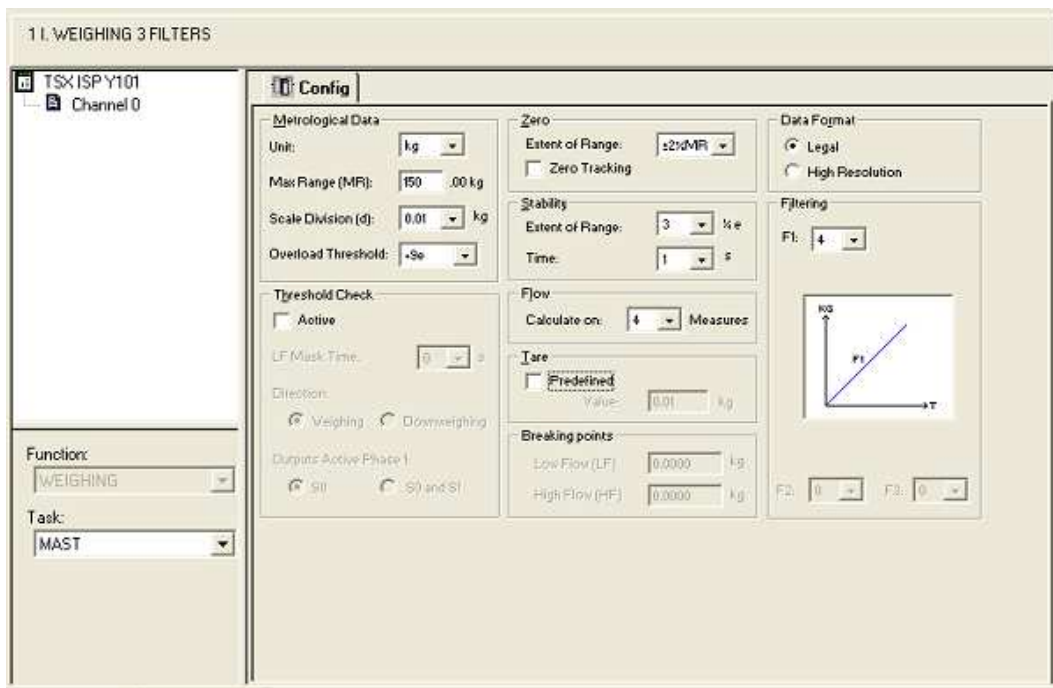 1 I. WEIGHING 3 FILTERS
TSX ISP Y101
Channel 0
Function:
WEIGHING
Task:
MAST
Config
Metrological Data
Unit:
kg
Max Range (MR):
150
.00 kg
Scale Division (d):
0.01
kg
Overload Threshold:
+9e
Threshold Check
Active
LF Mask Time:
0
s
Direction:
Weighing
Downweighing
Outputs Active Phase 1
S0
S0 and S1
Zero
Extent of Range:
±2%MR
Zero Tracking
Stability
Extent of Range:
3
¼ e
Time:
1
s
Flow
Calculate on:
4
Measures
Tare
Predefined
Value:
0.01
kg
Breaking points
Low Flow (LF)
0.0000
kg
High Flow (HF)
0.0000
kg
Data Format
Legal
High Resolution
Filtering
F1:
4
KG
F1
T
F2:
0
F3:
0